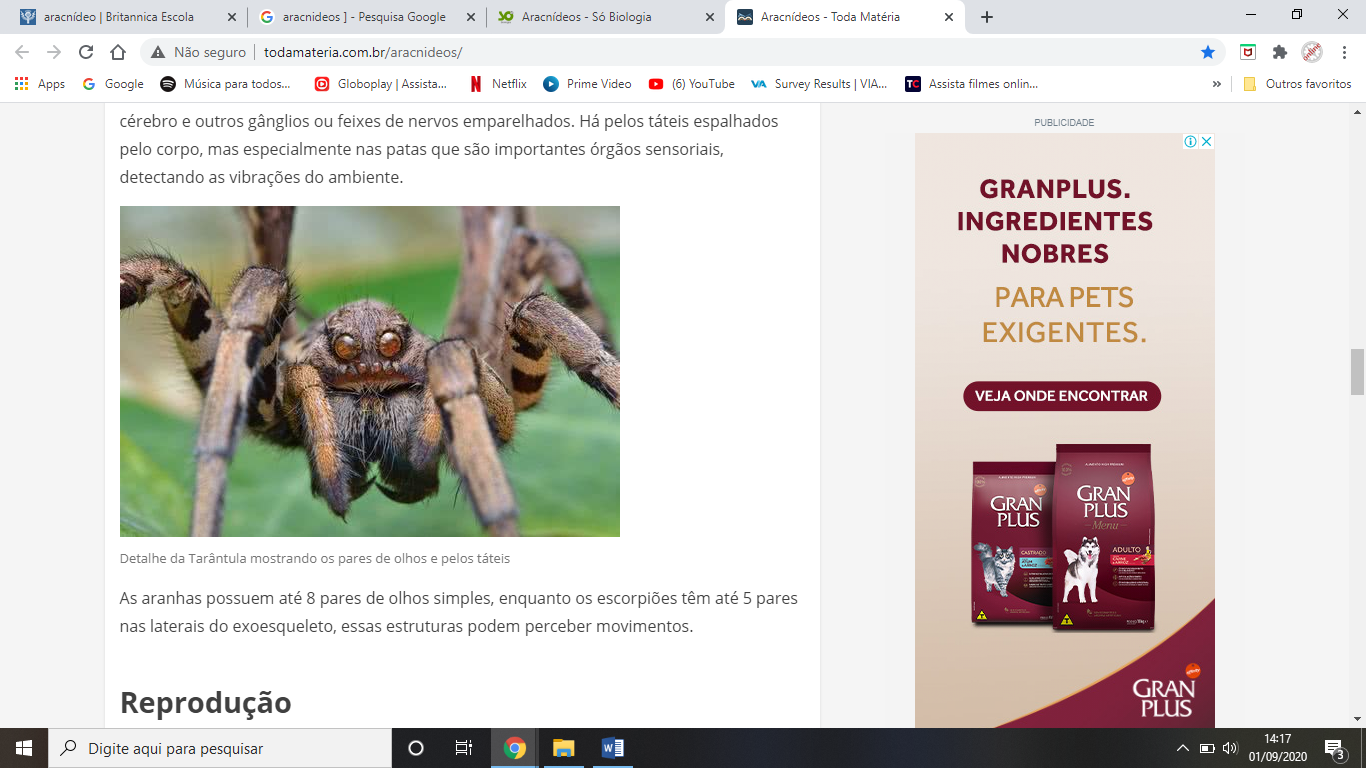 aracnídeo | Britannica Escola
aracnideos ] - Pesquisa Google
Aracnídeos - Só Biologia
Aracnídeos - Toda Matéria
Não seguro
todamateria.com.br/aracnideos/
Apps
Google
Música para todos...
Globoplay | Assista...
Netflix
Prime Video
(6) YouTube
VA
Survey Results | VIA...
TC
Assista filmes onlin...
»
Outros favoritos
cérebro e outros gânglios ou feixes de nervos emparelhados. Há pelos táteis espalhados
pelo corpo, mas especialmente nas patas que são importantes órgãos sensoriais,
detectando as vibrações do ambiente.
Detalhe da Tarântula mostrando os pares de olhos e pelos táteis
As aranhas possuem até 8 pares de olhos simples, enquanto os escorpiões têm até 5 pares
nas laterais do exoesqueleto, essas estruturas podem perceber movimentos.
Reprodução
PUBLICIDADE
GRANPLUS.
INGREDIENTES
NOBRES
PARA PETS
EXIGENTES.
VEJA ONDE ENCONTRAR
GRAN
PLUS
CASTRADO
GRAN
PLUS
Menu
ADULTO
GRAN
PLUS
Digite aqui para pesquisar
14:17
01/09/2020
3